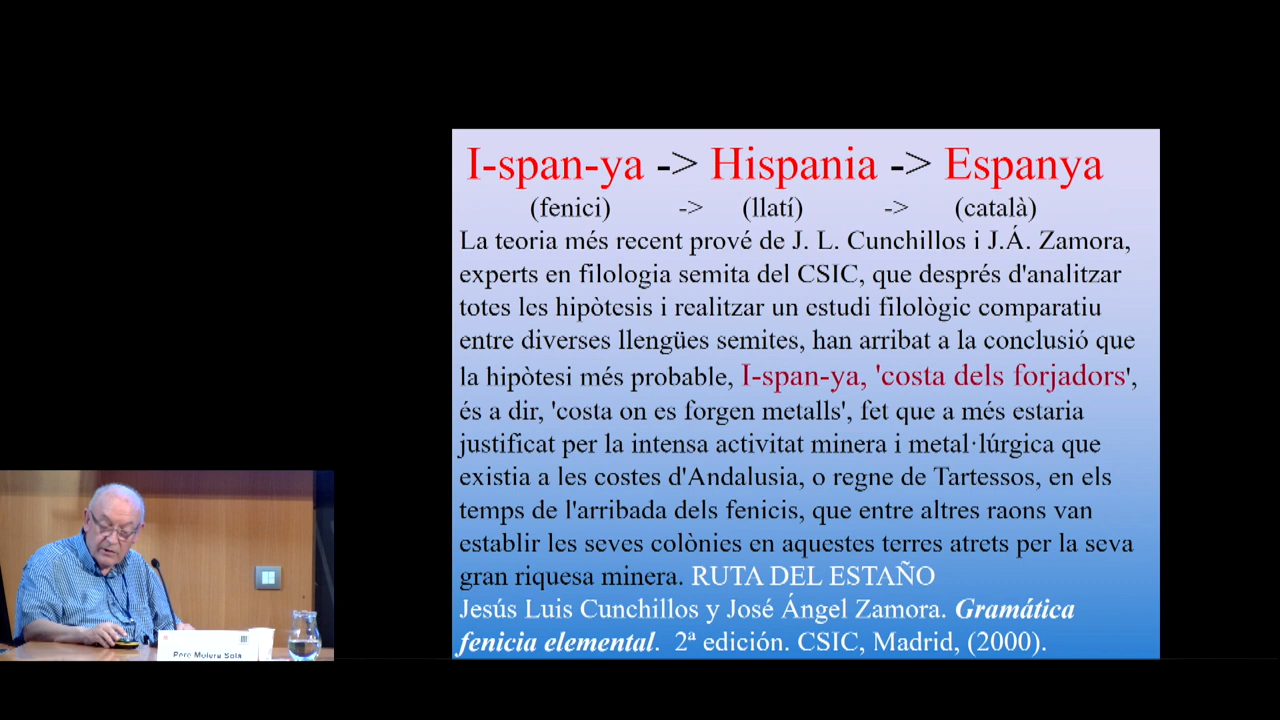 I-span-ya -> Hispania -> Espanya
(fenici) -> (llatí) -> (català)
La teoria més recent prové de J. L. Cunchillos i J.Á. Zamora,
experts en filologia semita del CSIC, que després d'analitzar
totes les hipòtesis i realitzar un estudi filològic comparatiu
entre diverses llengües semites, han arribat a la conclusió que
la hipòtesi més probable, I-span-ya, 'costa dels forjadors',
és a dir, 'costa on es forgen metalls', fet que a més estaria
justificat per la intensa activitat minera i metal·lúrgica que
existia a les costes d'Andalusia, o regne de Tartessos, en els
temps de l'arribada dels fenicis, que entre altres raons van
establir les seves colònies en aquestes terres atrets per la seva
gran riquesa minera. RUTA DEL ESTAÑO
Jesús Luis Cunchillos y José Ángel Zamora. Gramática
fenicia elemental. 2ª edición. CSIC, Madrid, (2000).
Pere Molera Solà